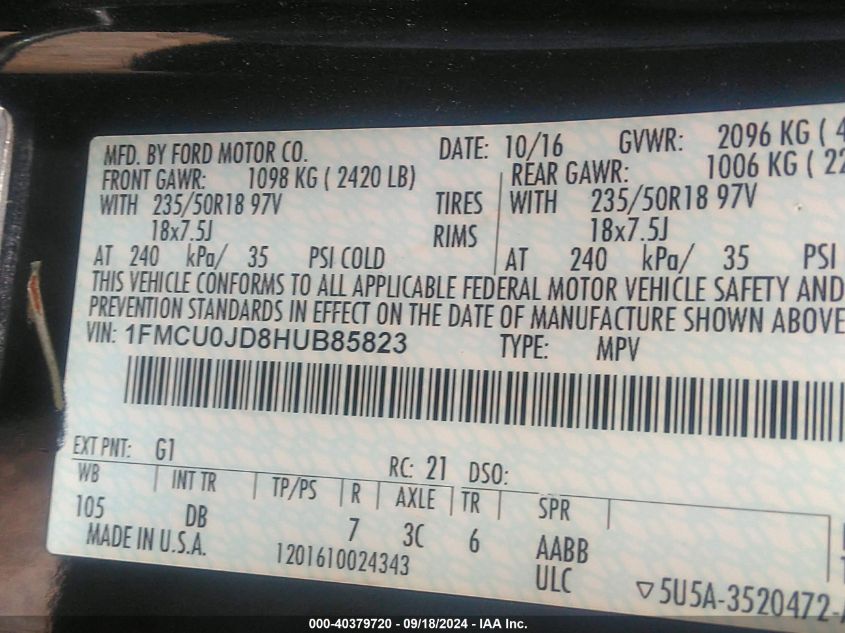 MFD. BY FORD MOTOR CO. DATE: 10/16 GVWR: 2096 KG ( 4
FRONT GAWR: 1098 KG ( 2420 LB) REAR GAWR: 1006 KG ( 22
WITH 235/50R18 97V TIRES WITH 235/50R18 97V
18x7.5J RIMS 18x7.5J
AT 240 kPa/ 35 PSI COLD AT 240 kPa/ 35 PSI
THIS VEHICLE CONFORMS TO ALL APPLICABLE FEDERAL MOTOR VEHICLE SAFETY AND
PREVENTION STANDARDS IN EFFECT ON THE DATE OF MANUFACTURE SHOWN ABOVE
VIN: 1FMCU0JD8HUB85823 TYPE: MPV
EXT PNT: G1 RC: 21 DSO:
WB INT TR TP/PS R AXLE TR SPR
105 DB 7 3C 6 AABB
MADE IN U.S.A. 1201610024343 ULC
5U5A-3520472-A
000-40379720 - 09/18/2024 - IAA Inc.